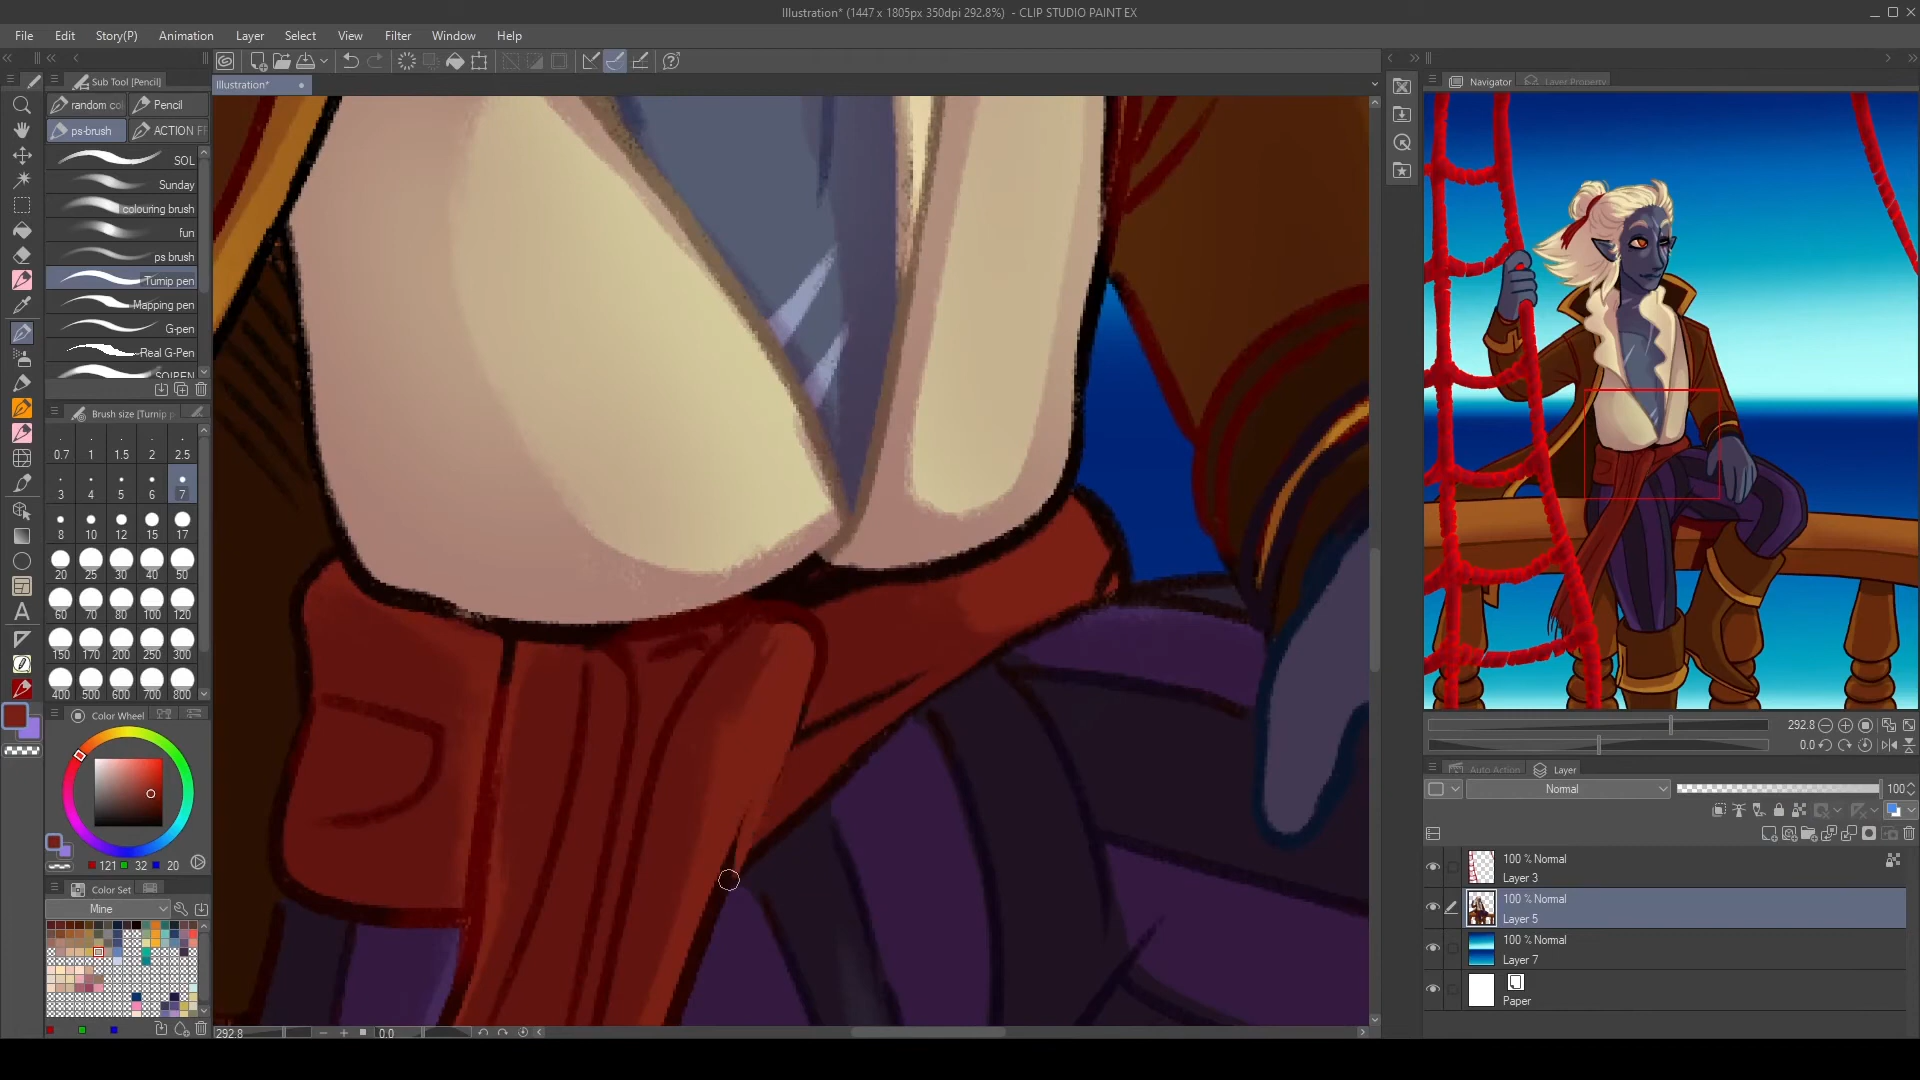 Illustration* (1447 x 1805px 350dpi 292.8%) - CLIP STUDIO PAINT EX
File Edit Story(P) Animation Layer Select View Filter Window Help
Sub Tool [Pencil]
Illustration*
Navigator Layer Property
random col Pencil
ps-brush ACTION FR
SOL
Sunday
colouring brush
fun
ps brush
Turnip pen
Mapping pen
G-pen
Real G-Pen
SOIPEN
Brush size [Turnip p
0.7 1 1.5 2 2.5
3 4 5 6 7
8 10 12 15 17
20 25 30 40 50
60 70 80 100 120
150 170 200 250 300
400 500 600 700 800
Color Wheel
121 32 20
Color Set
Mine
292.8 0.0
292.8
0.0
Auto Action Layer
Normal 100
100 % Normal
Layer 3
100 % Normal
Layer 5
100 % Normal
Layer 7
Paper